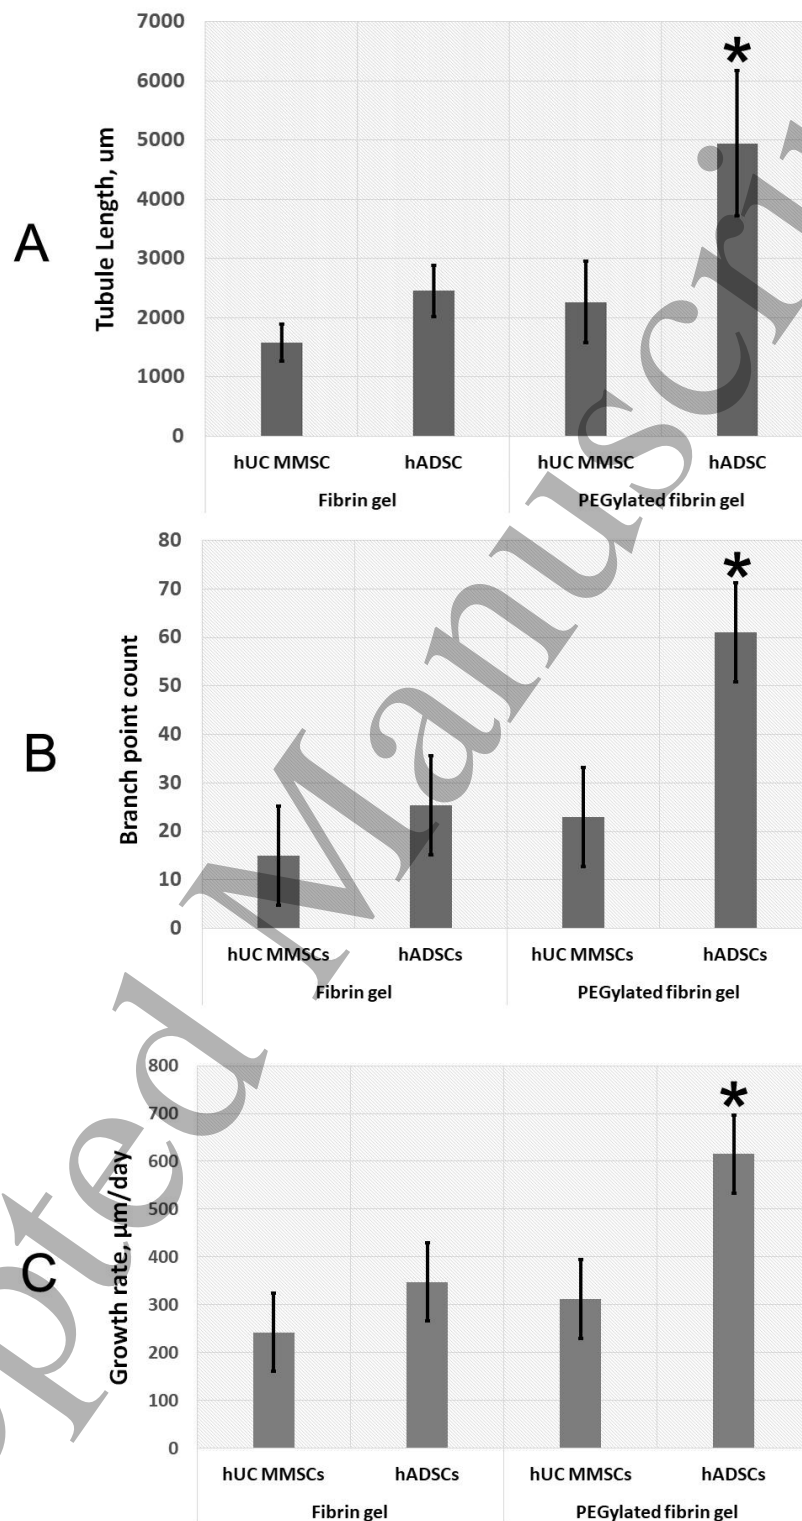 A
Tubule Length, um
7000
6000
5000
4000
3000
2000
1000
0
*
hUC MMSC hADSC hUC MMSC hADSC
Fibrin gel PEGylated fibrin gel
B
Branch point count
80
70
60
50
40
30
20
10
0
*
hUC MMSCs hADSCs hUC MMSCs hADSCs
Fibrin gel PEGylated fibrin gel
C
Growth rate, µm/day
800
700
600
500
400
300
200
100
0
*
hUC MMSCs hADSCs hUC MMSCs hADSCs
Fibrin gel PEGylated fibrin gel
pted Manuscri